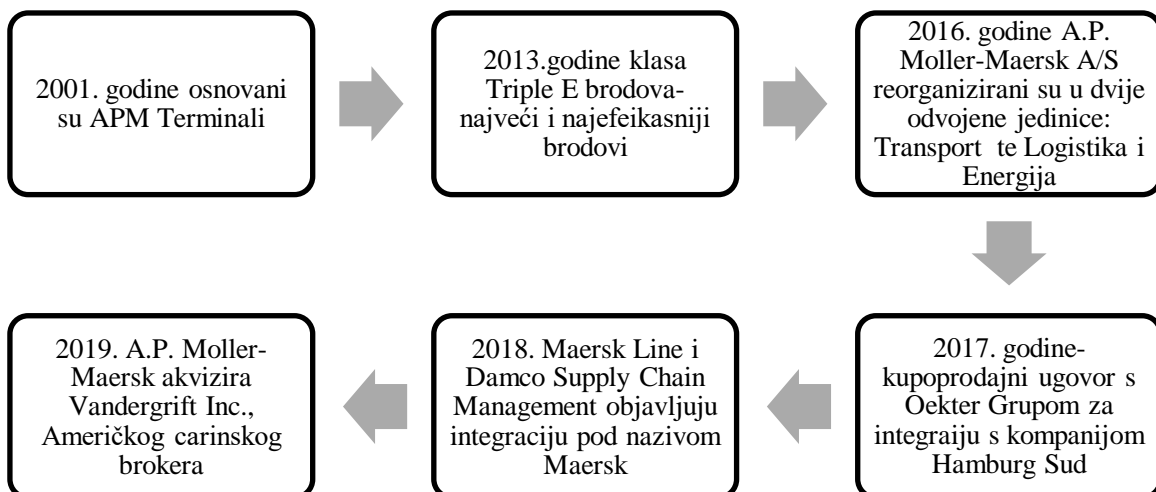 2001. godine osnovani
su APM Terminali
2013.godine klasa
Triple E brodova-
najveći i najefeikasniji
brodovi
2016. godine A.P.
Moller-Maersk A/S
reorganizirani su u dvije
odvojene jedinice:
Transport te Logistika i
Energija
2017. godine-
kupoprodajni ugovor s
Oekter Grupom za
integraiju s kompanijom
Hamburg Sud
2018. Maersk Line i
Damco Supply Chain
Management objavljuju
integraciju pod nazivom
Maersk
2019. A.P. Moller-
Maersk akvizira
Vandergrift Inc.,
Američkog carinskog
brokera